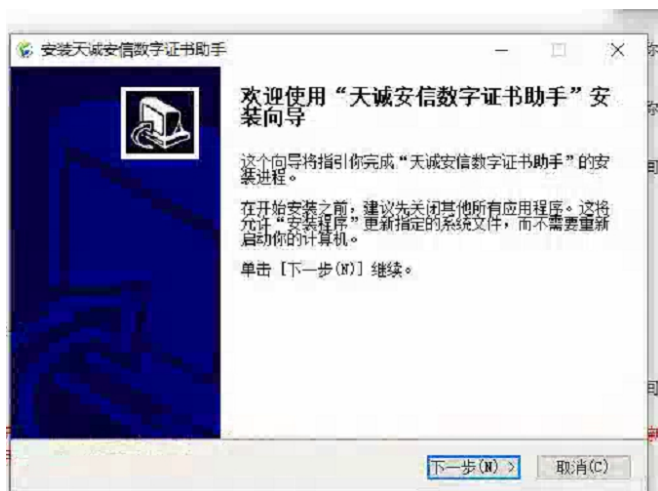 安装天诚安信数字证书助手
欢迎使用“天诚安信数字证书助手”安
装向导
这个向导将指引你完成“天诚安信数字证书助手”的安
装进程。
在开始安装之前，建议先关闭其他所有应用程序。这将
允许“安装程序”更新指定的系统文件，而不需要重新
启动你的计算机。
单击 [下一步(N)] 继续。
下一步(N) >
取消(C)